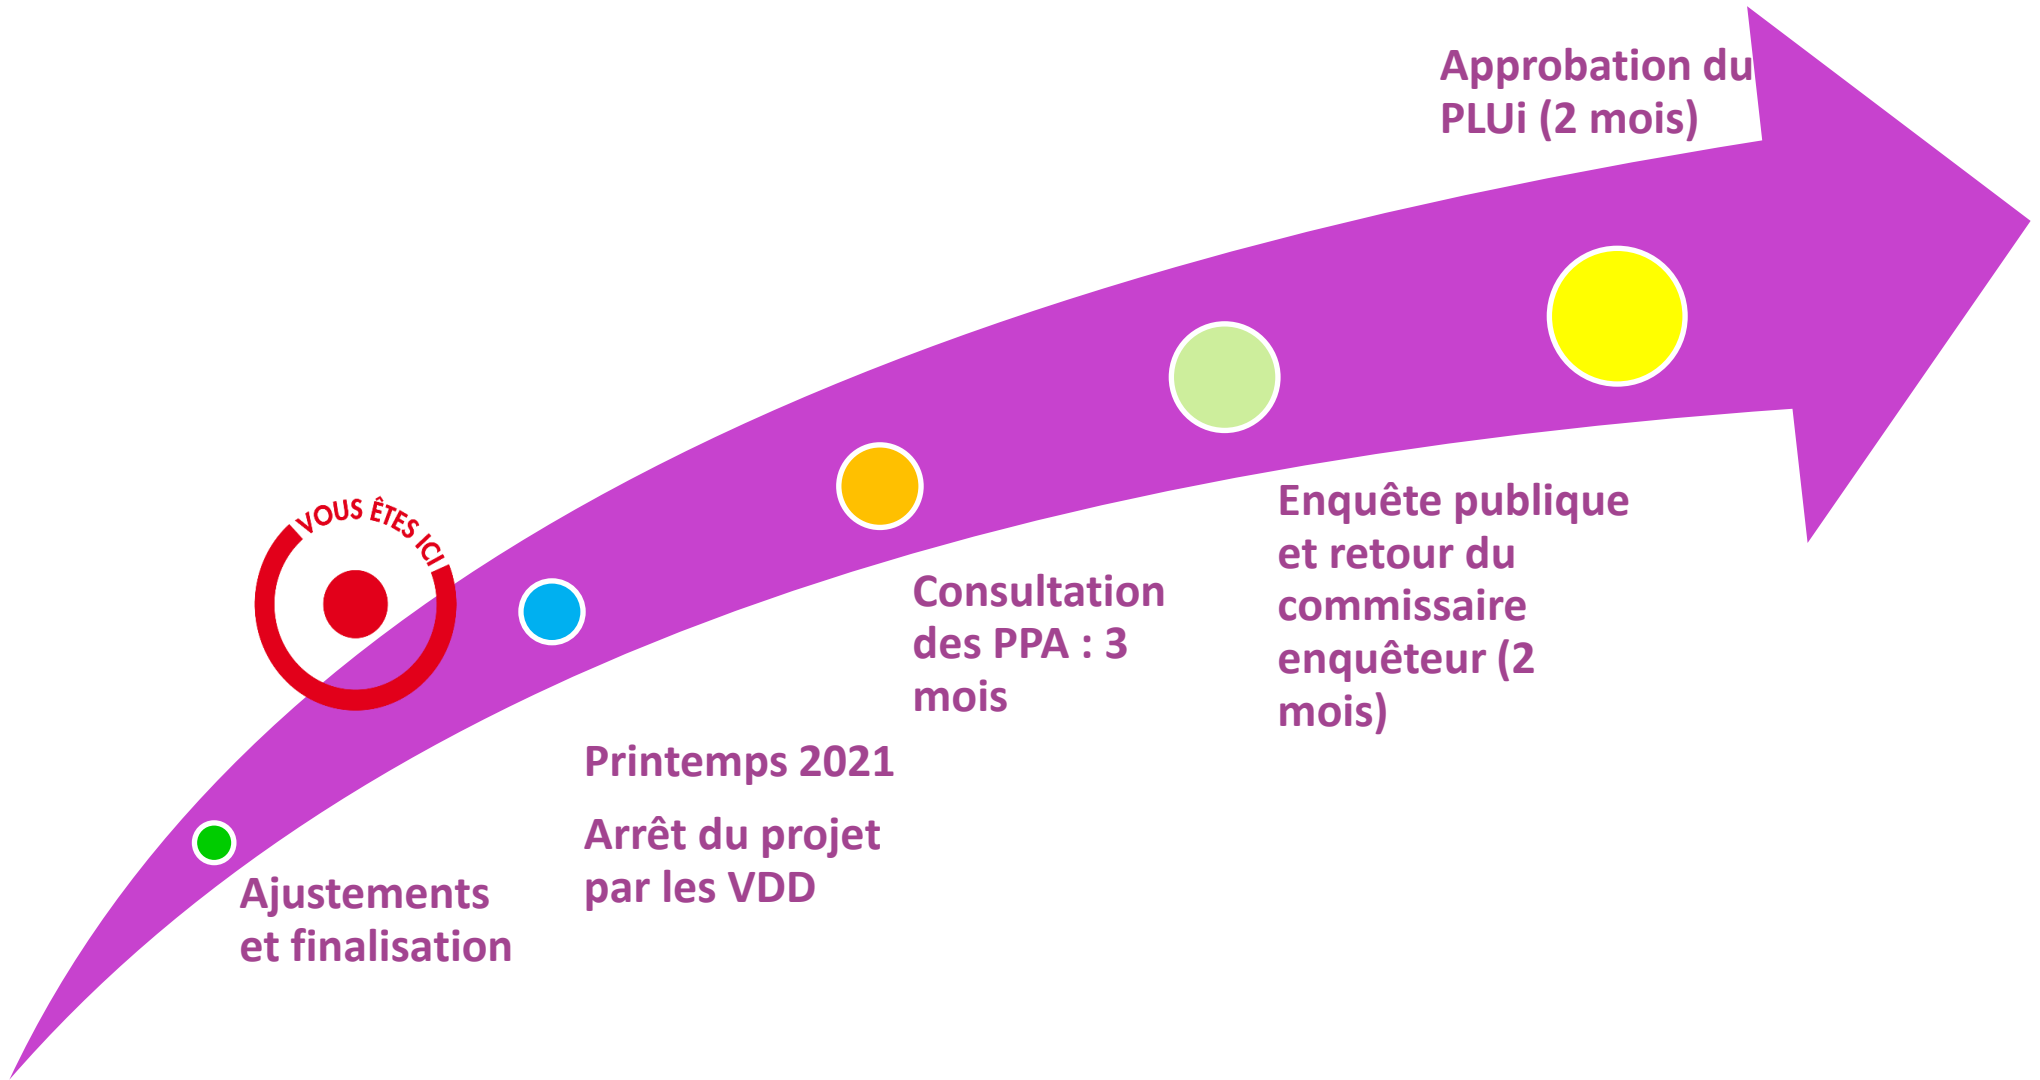 Approbation du
PLUi (2 mois)
VOUS ÊTES ICI
Enquête publique
et retour du
commissaire
enquêteur (2
mois)
Consultation
des PPA : 3
mois
Printemps 2021
Arrêt du projet
par les VDD
Ajustements
et finalisation